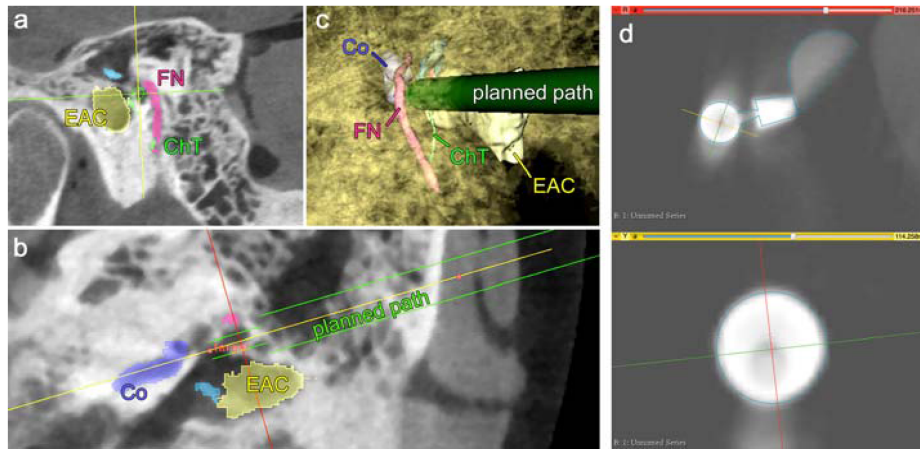 a
FN
EAC
ChT
c
Co
planned path
FN
ChT
EAC
d
R
B: 1: Unnamed Series
b
planned path
Co
EAC
Y
B: 1: Unnamed Series